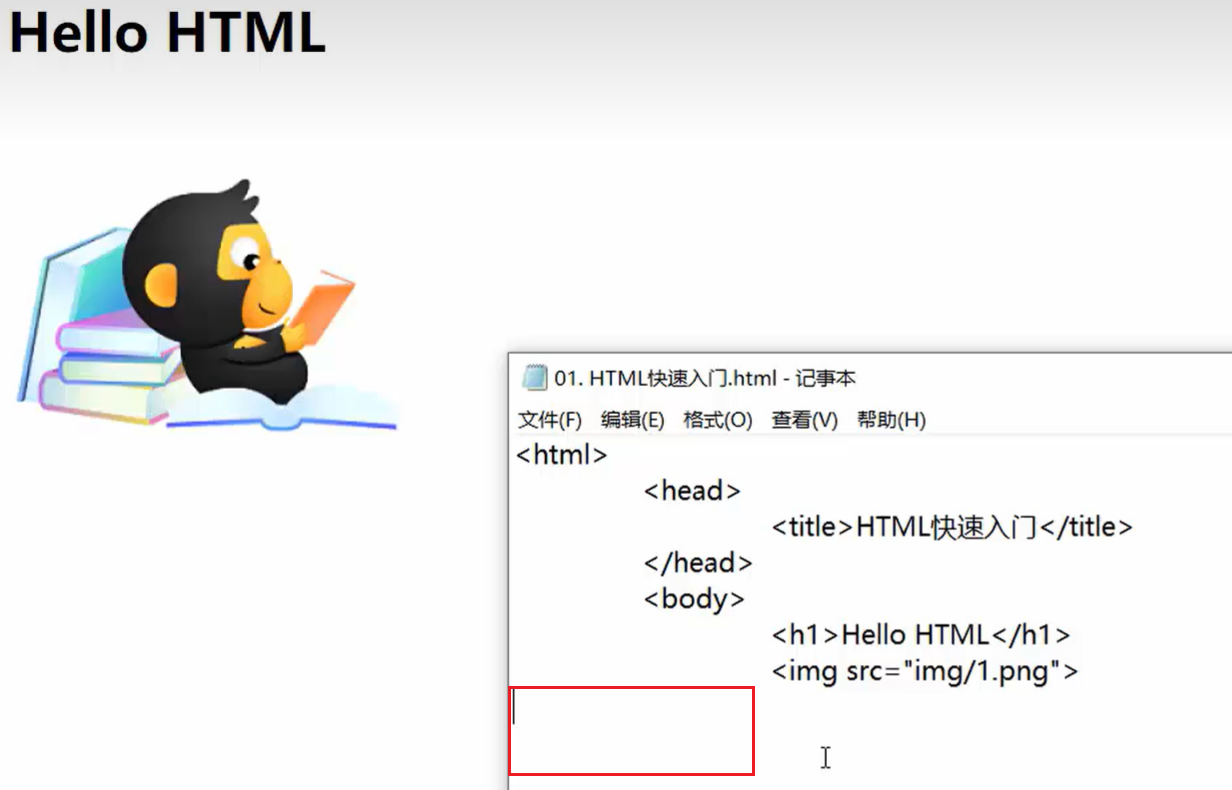 Hello HTML
01. HTML快速入门.html - 记事本
文件(F) 编辑(E) 格式(O) 查看(V) 帮助(H)
<html>
<head>
<title>HTML快速入门</title>
</head>
<body>
<h1>Hello HTML</h1>
<img src="img/1.png">